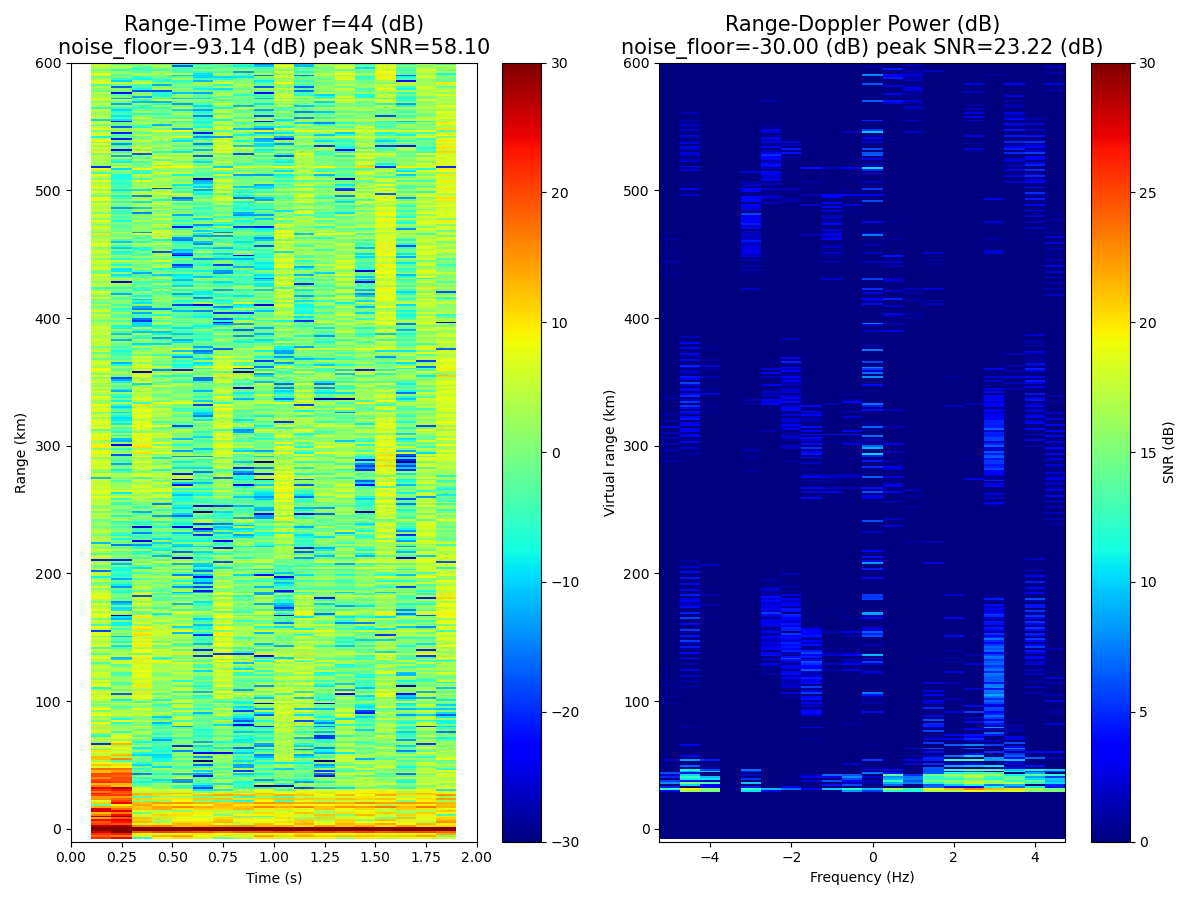 Range-Time Power f=44 (dB)
noise_floor=-93.14 (dB) peak SNR=58.10
Range (km)
600
500
400
300
200
100
0
0.00 0.25 0.50 0.75 1.00 1.25 1.50 1.75 2.00
Time (s)
30
20
10
0
−10
−20
−30
Range-Doppler Power (dB)
noise_floor=-30.00 (dB) peak SNR=23.22 (dB)
Virtual range (km)
600
500
400
300
200
100
0
−4 −2 0 2 4
Frequency (Hz)
30
25
20
15
10
5
0
SNR (dB)